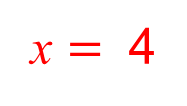 x = 4